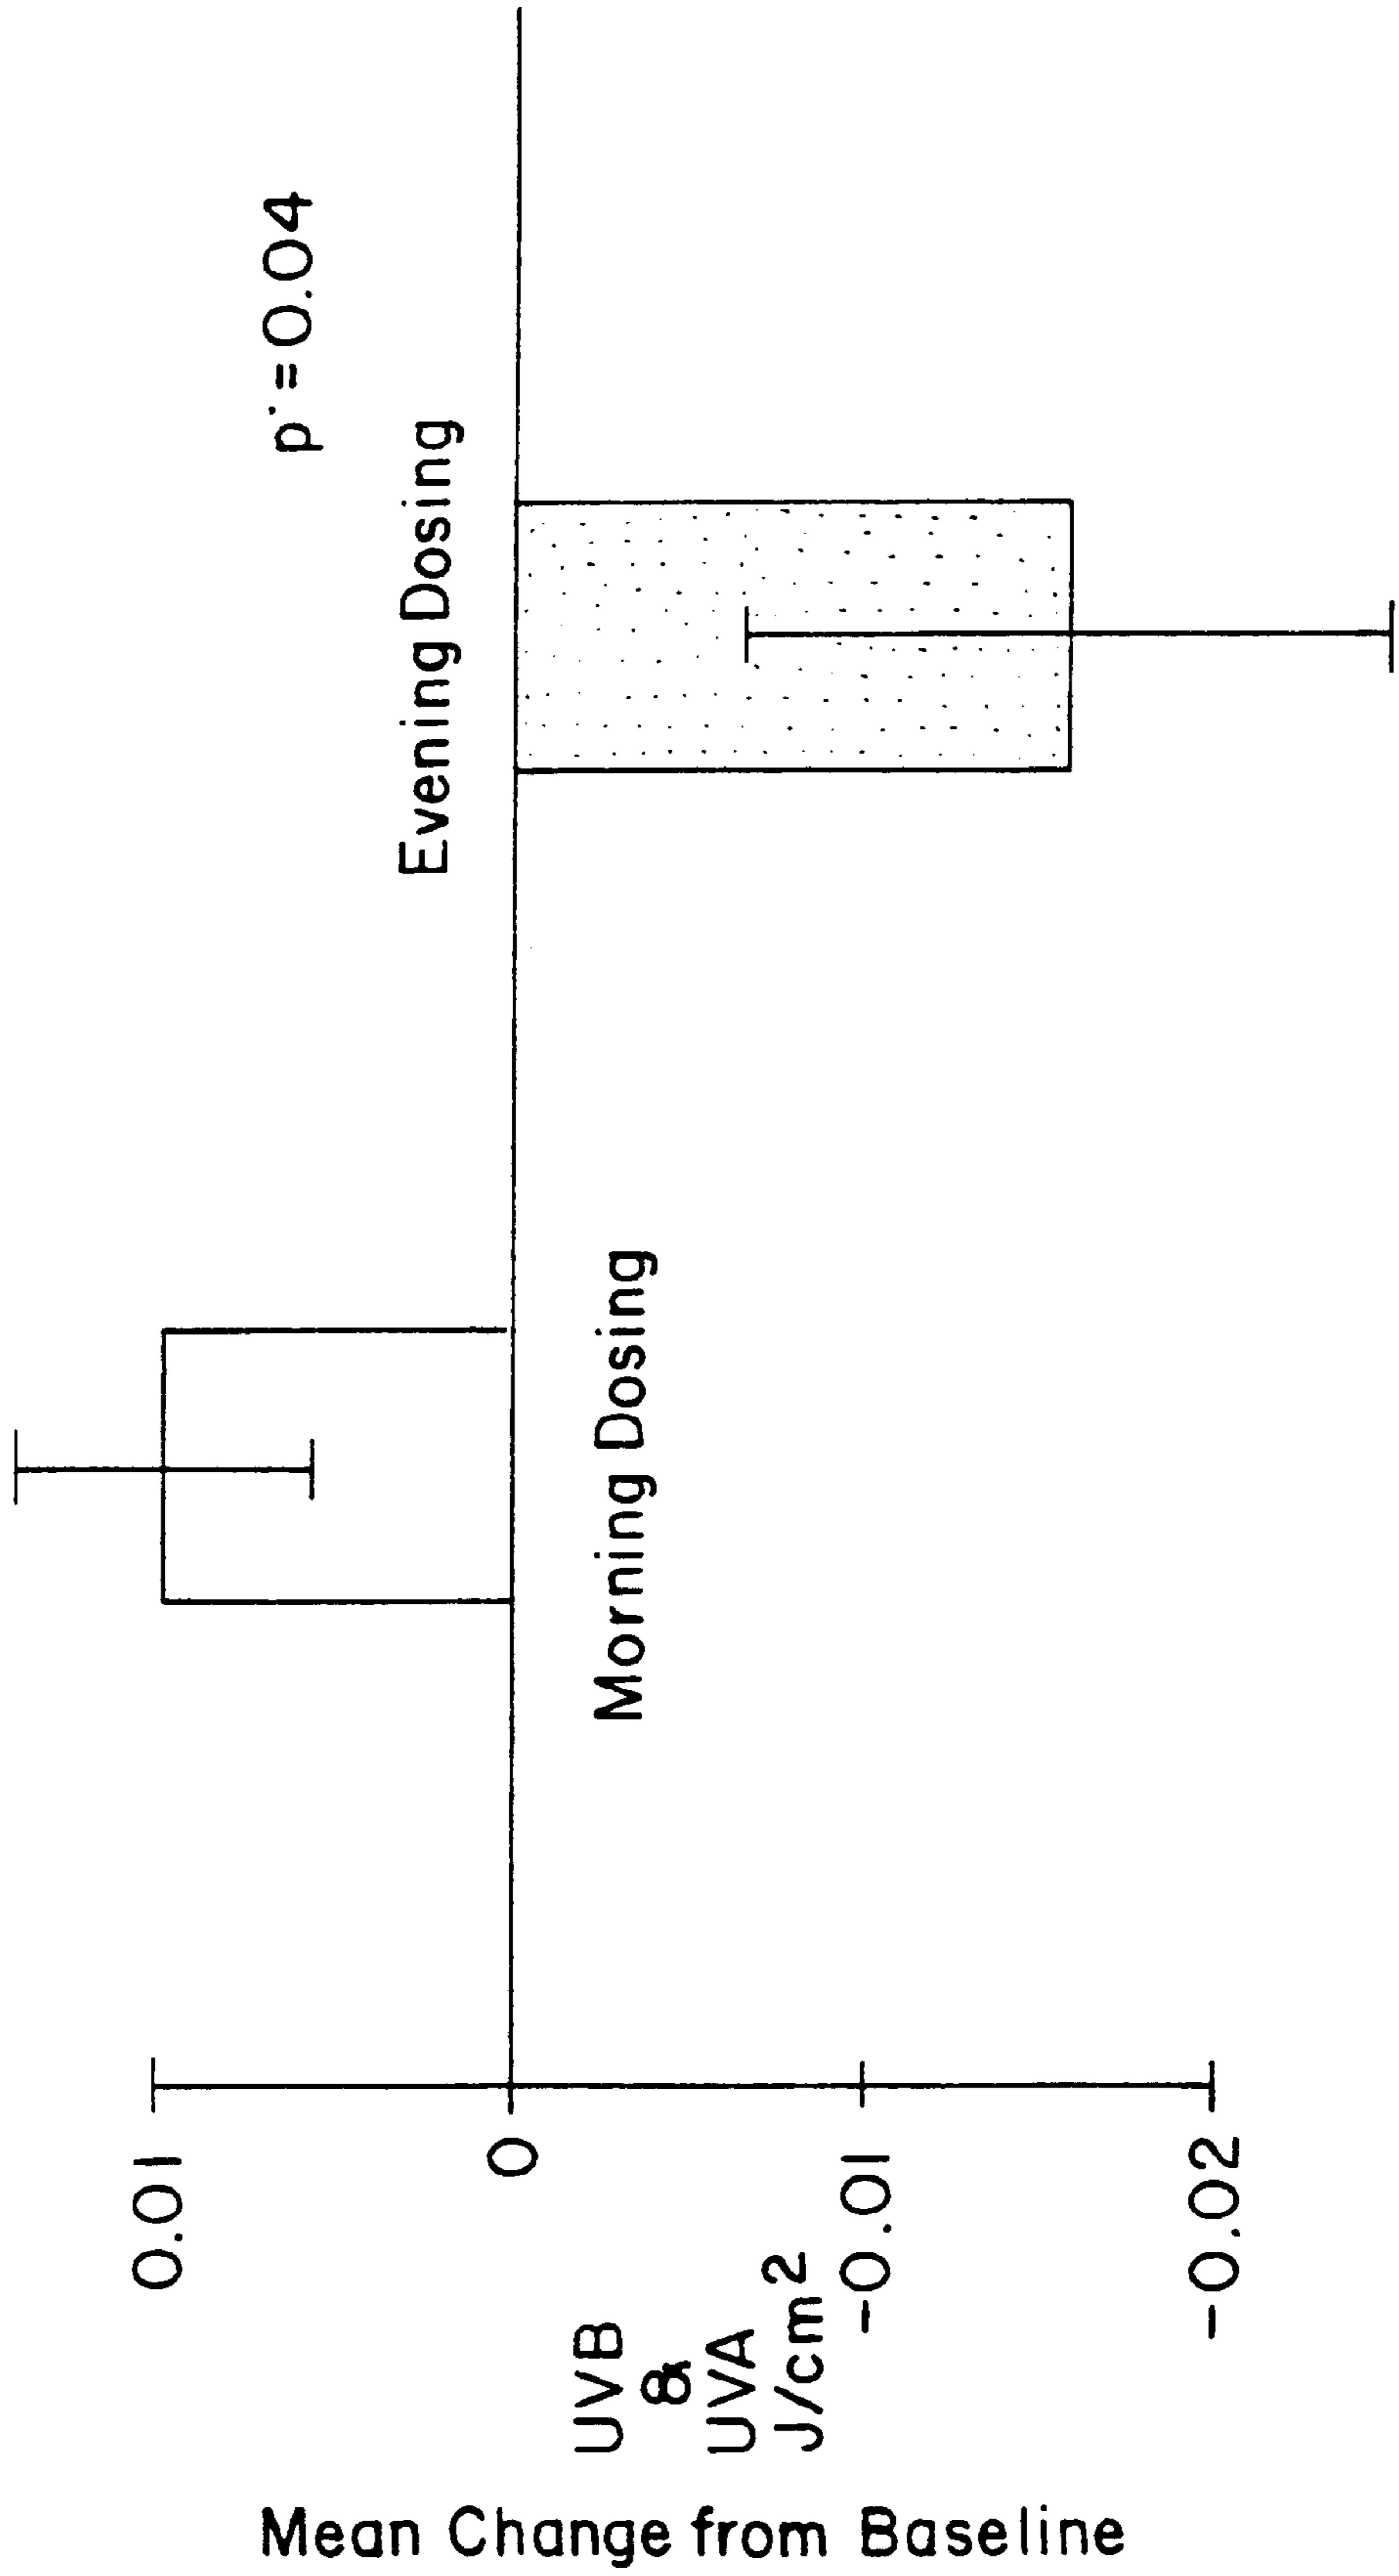 Mean Change from Baseline
UVB
&
UVA
J/cm²
0.01
0
-0.01
-0.02
Morning Dosing
Evening Dosing
p = 0.04